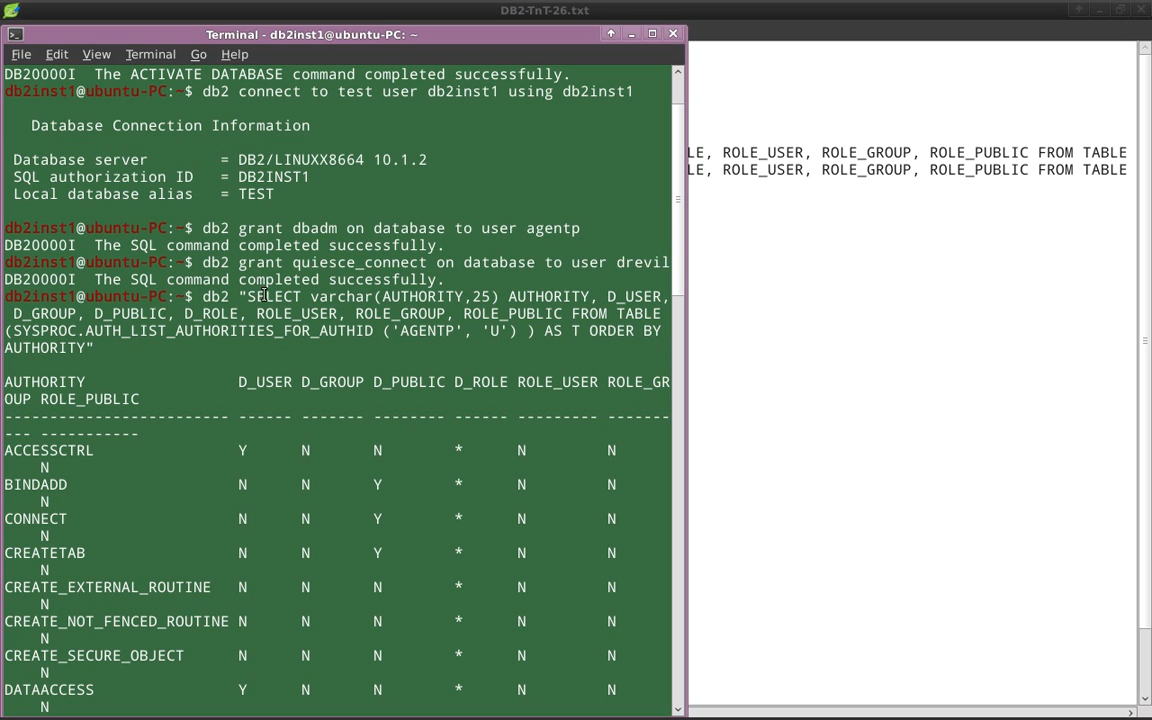 DB2-TnT-26.txt
Terminal - db2inst1@ubuntu-PC: ~
File Edit View Terminal Go Help
DB20000I  The ACTIVATE DATABASE command completed successfully.
db2inst1@ubuntu-PC:~$ db2 connect to test user db2inst1 using db2inst1
Database Connection Information
Database server        = DB2/LINUXX8664 10.1.2
SQL authorization ID   = DB2INST1
Local database alias   = TEST
db2inst1@ubuntu-PC:~$ db2 grant dbadm on database to user agentp
DB20000I  The SQL command completed successfully.
db2inst1@ubuntu-PC:~$ db2 grant quiesce_connect on database to user drevil
DB20000I  The SQL command completed successfully.
db2inst1@ubuntu-PC:~$ db2 "SELECT varchar(AUTHORITY,25) AUTHORITY, D_USER,
D_GROUP, D_PUBLIC, D_ROLE, ROLE_USER, ROLE_GROUP, ROLE_PUBLIC FROM TABLE
(SYSPROC.AUTH_LIST_AUTHORITIES_FOR_AUTHID ('AGENTP', 'U') ) AS T ORDER BY
AUTHORITY"
AUTHORITY                 D_USER D_GROUP D_PUBLIC D_ROLE ROLE_USER ROLE_GR
OUP ROLE_PUBLIC
------------------------- ------ ------- -------- ------ --------- -------
--- -----------
ACCESSCTRL                Y      N       N        *      N         N
N
BINDADD                   N      N       Y        *      N         N
N
CONNECT                   N      N       Y        *      N         N
N
CREATETAB                 N      N       Y        *      N         N
N
CREATE_EXTERNAL_ROUTINE   N      N       N        *      N         N
N
CREATE_NOT_FENCED_ROUTINE N      N       N        *      N         N
N
CREATE_SECURE_OBJECT      N      N       N        *      N         N
N
DATAACCESS                Y      N       N        *      N         N
N
LE, ROLE_USER, ROLE_GROUP, ROLE_PUBLIC FROM TABLE
LE, ROLE_USER, ROLE_GROUP, ROLE_PUBLIC FROM TABLE